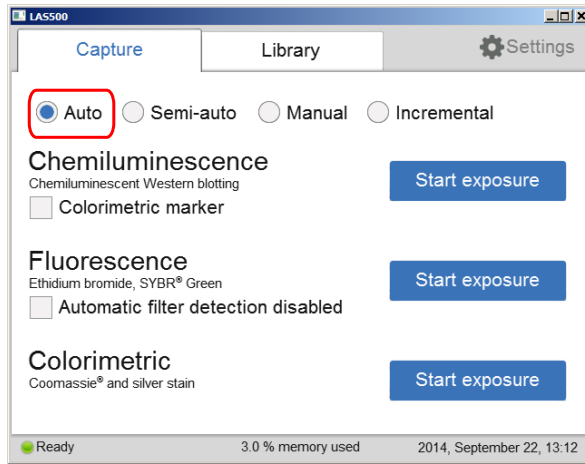 LAS500
Capture
Library
Settings
Auto
Semi-auto
Manual
Incremental
Chemiluminescence
Chemiluminescent Western blotting
Colorimetric marker
Start exposure
Fluorescence
Ethidium bromide, SYBR® Green
Automatic filter detection disabled
Start exposure
Colorimetric
Coomassie® and silver stain
Start exposure
Ready
3.0 % memory used
2014, September 22, 13:12